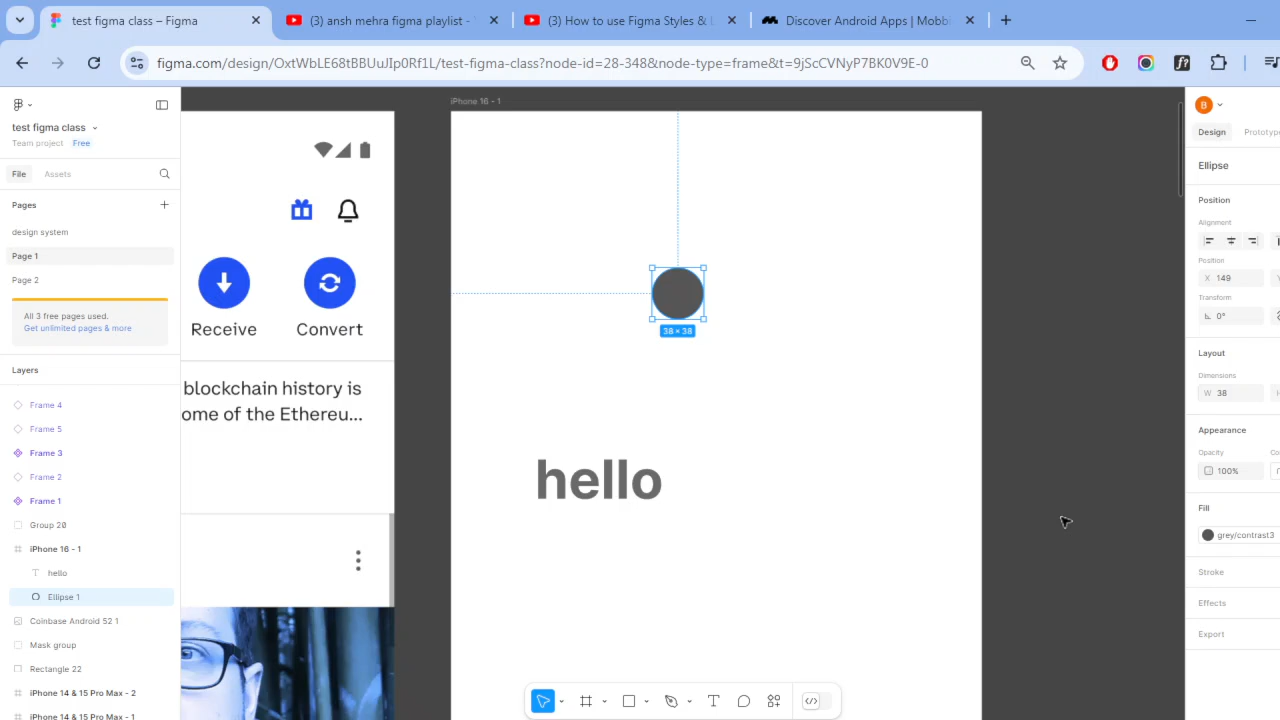 test figma class – Figma
(3) ansh mehra figma playlist -
(3) How to use Figma Styles & L
Discover Android Apps | Mobbi
figma.com/design/OxtWbLE68tBBUuJIp0Rf1L/test-figma-class?node-id=28-348&node-type=frame&t=9jScCVNyP7BK0V9E-0
test figma class
Team project Free
File Assets
Pages
design system
Page 1
Page 2
All 3 free pages used.
Get unlimited pages & more
Layers
Frame 4
Frame 5
Frame 3
Frame 2
Frame 1
Group 20
iPhone 16 - 1
hello
Ellipse 1
Coinbase Android 52 1
Mask group
Rectangle 22
iPhone 14 & 15 Pro Max - 2
iPhone 14 & 15 Pro Max - 1
Receive Convert
blockchain history is
ome of the Ethereu...
iPhone 16 - 1
38 × 38
hello
B
Design Prototype
Ellipse
Position
Alignment
Position
X 149
Transform
0°
Layout
Dimensions
W 38
Appearance
Opacity
100%
Fill
grey/contrast3
Stroke
Effects
Export